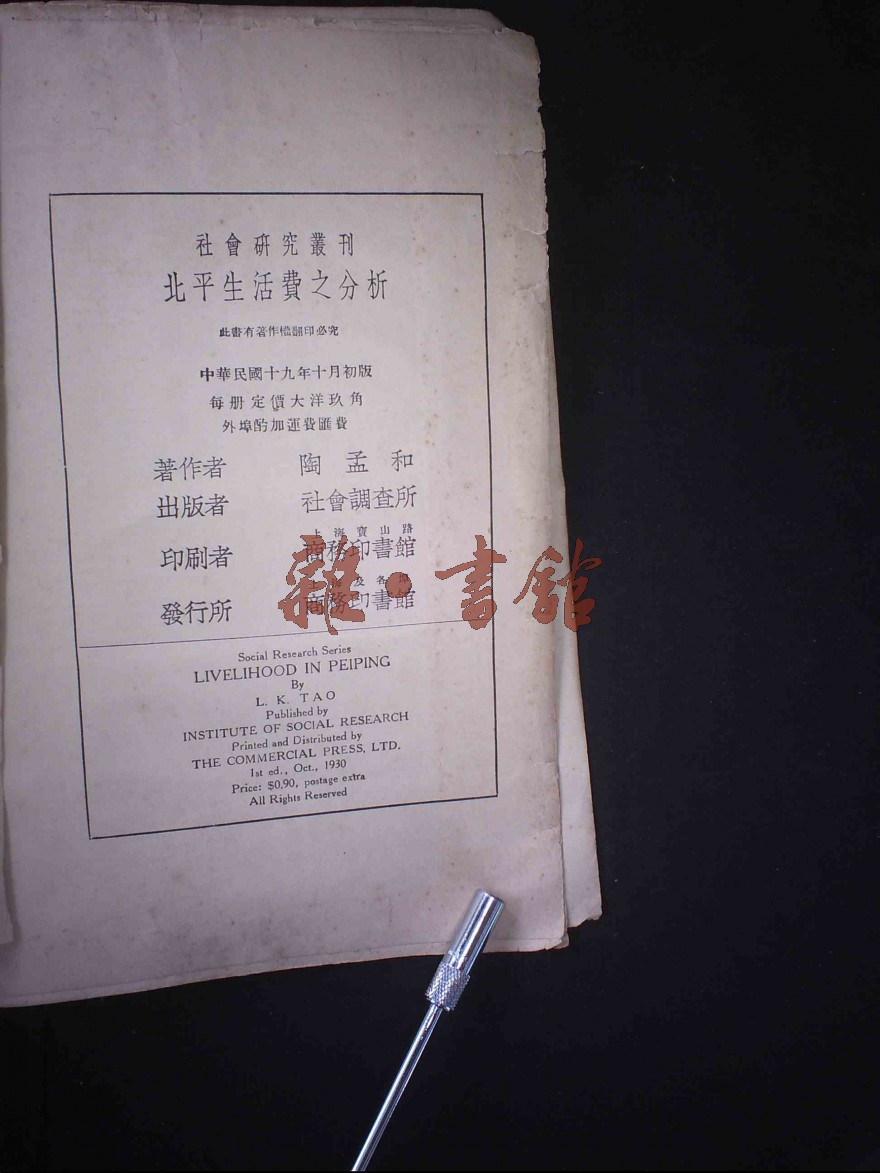 社會研究叢刊
北平生活費之分析
此書有著作權翻印必究
中華民國十九年十月初版
每册定價大洋玖角
外埠酌加運費匯費
著作者 陶孟和
出版者 社會調查所
上海寶山路
印刷者 商務印書館
上海及各埠
發行所 商務印書館
雜·書館
Social Research Series
LIVELIHOOD IN PEIPING
By
L. K. TAO
Published by
INSTITUTE OF SOCIAL RESEARCH
Printed and Distributed by
THE COMMERCIAL PRESS, LTD.
1st ed., Oct., 1930
Price: $0.90, postage extra
All Rights Reserved